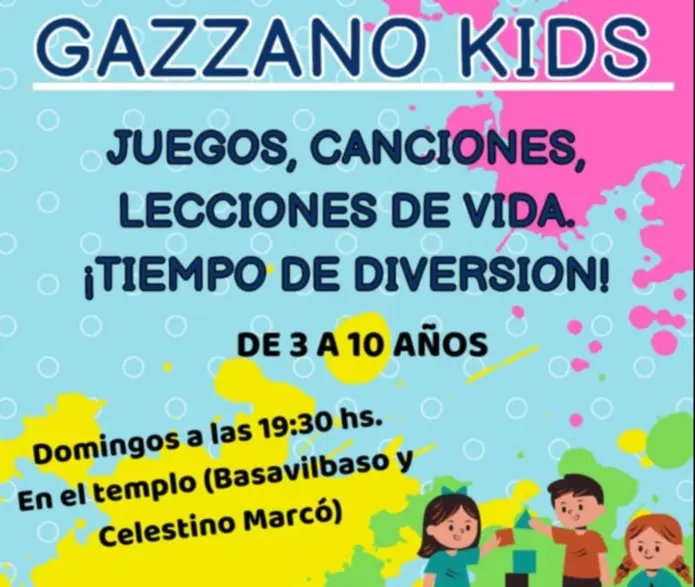 GAZZANO KIDS
JUEGOS, CANCIONES,
LECCIONES DE VIDA.
¡TIEMPO DE DIVERSION!
DE 3 A 10 AÑOS
Domingos a las 19:30 hs.
En el templo (Basavilbaso y
Celestino Marcó)